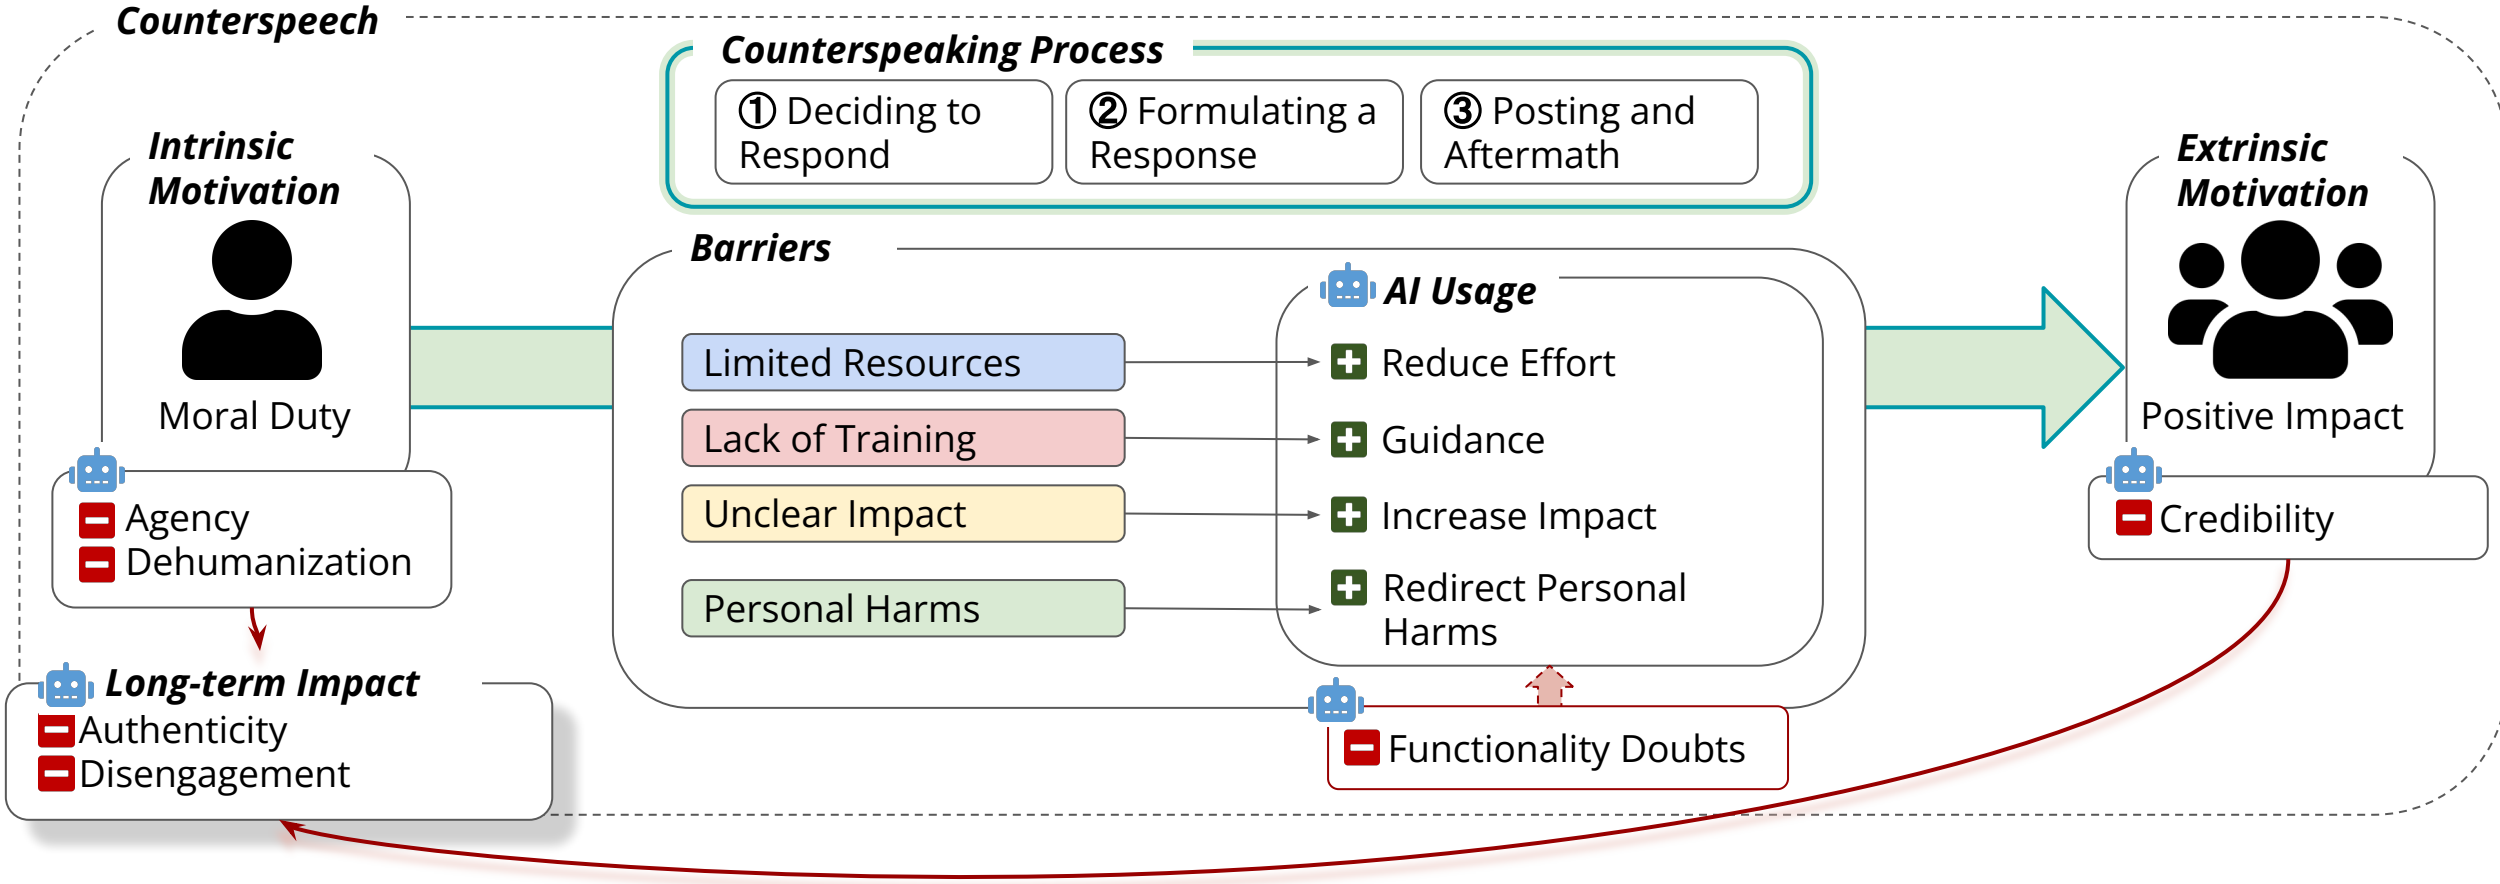 Counterspeech
Counterspeaking Process
① Deciding to
Respond
② Formulating a
Response
③ Posting and
Aftermath
Intrinsic
Motivation
Moral Duty
Agency
Dehumanization
Long-term Impact
Authenticity
Disengagement
Barriers
Limited Resources
Lack of Training
Unclear Impact
Personal Harms
AI Usage
Reduce Effort
Guidance
Increase Impact
Redirect Personal
Harms
Functionality Doubts
Extrinsic
Motivation
Positive Impact
Credibility